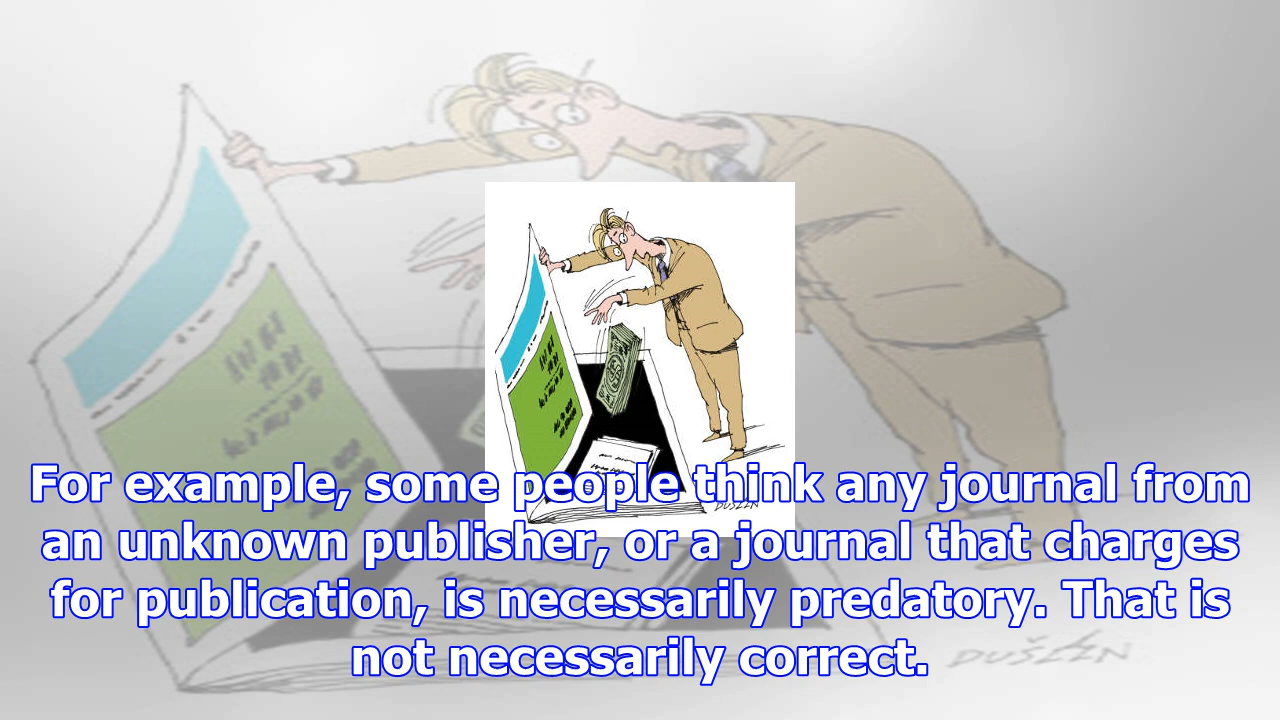 For example, some people think any journal from
an unknown publisher, or a journal that charges
for publication, is necessarily predatory. That is
not necessarily correct.